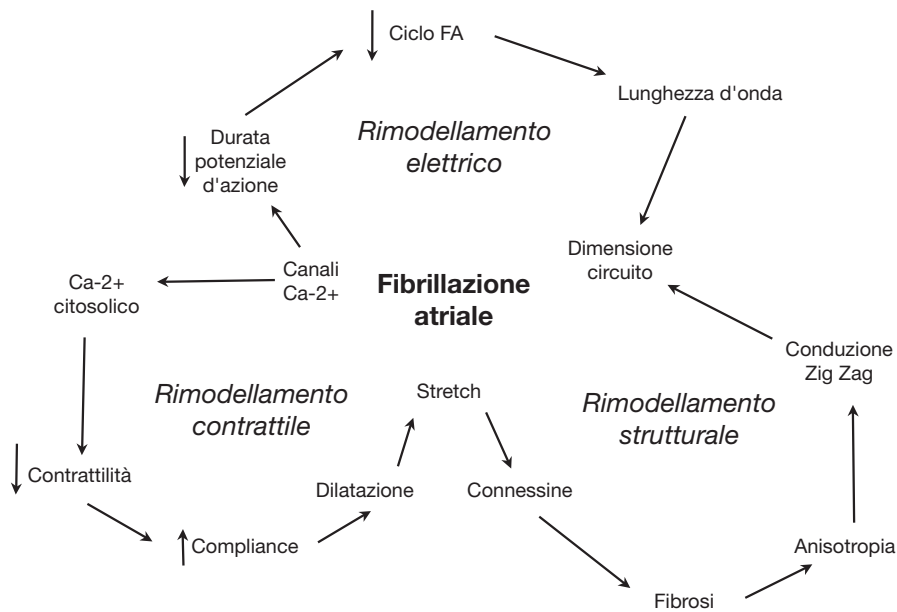 Ciclo FA
Lunghezza d'onda
Rimodellamento
elettrico
Durata
potenziale
d'azione
Dimensione
circuito
Canali
Ca-2+
Ca-2+
citosolico
Fibrillazione
atriale
Conduzione
Zig Zag
Stretch
Rimodellamento
contrattile
Rimodellamento
strutturale
Contrattilità
Dilatazione
Connessine
Compliance
Anisotropia
Fibrosi